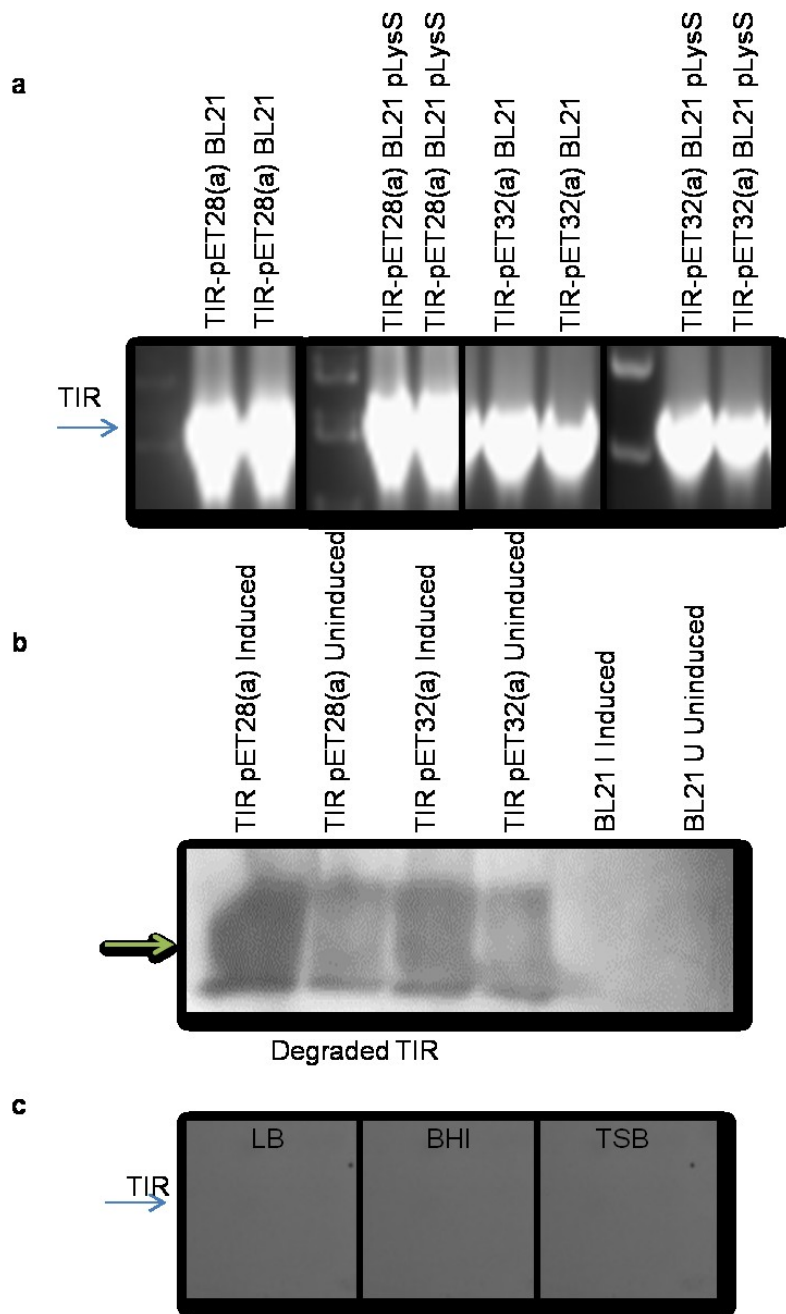 a
TIR-pET28(a) BL21
TIR-pET28(a) BL21
TIR-pET28(a) BL21 pLysS
TIR-pET28(a) BL21 pLysS
TIR-pET32(a) BL21
TIR-pET32(a) BL21
TIR-pET32(a) BL21 pLysS
TIR-pET32(a) BL21 pLysS
TIR
b
TIR pET28(a) Induced
TIR pET28(a) Uninduced
TIR pET32(a) Induced
TIR pET32(a) Uninduced
BL21 I Induced
BL21 U Uninduced
Degraded TIR
c
LB
BHI
TSB
TIR